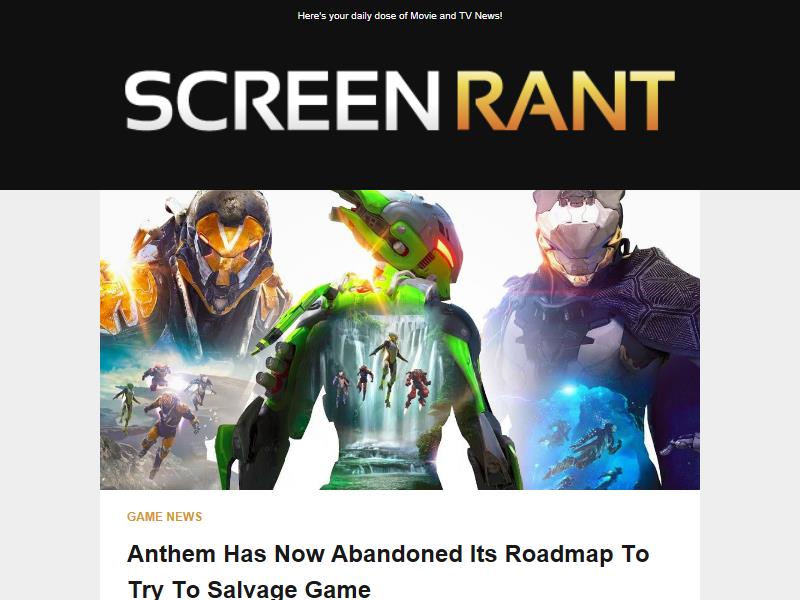 Here's your daily dose of Movie and TV News!
SCREEN RANT
GAME NEWS
Anthem Has Now Abandoned Its Roadmap To
Try To Salvage Game